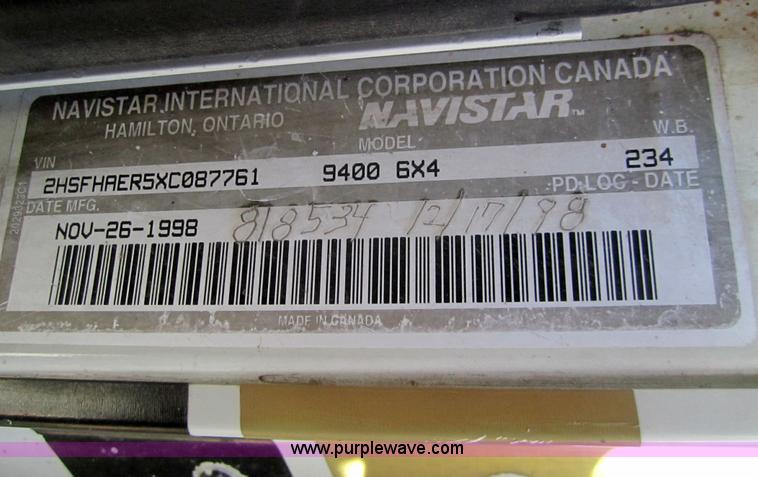 NAVISTAR INTERNATIONAL CORPORATION CANADA
HAMILTON, ONTARIO NAVISTAR™
VIN MODEL W.B.
2HSFHAER5XC087761 9400 6X4 234
DATE MFG. PD-LOC - DATE
NOV-26-1998 818534 12/17/98
MADE IN CANADA
www.purplewave.com